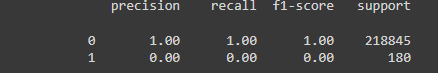 precision recall f1-score support
0 1.00 1.00 1.00 218845
1 0.00 0.00 0.00 180